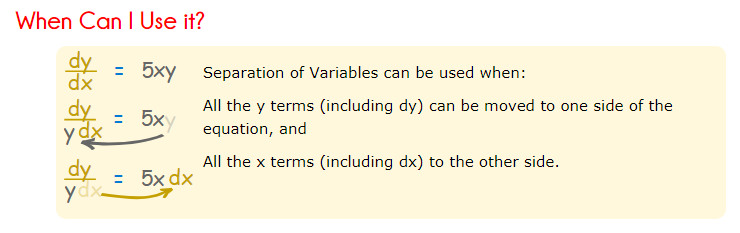 When Can I Use it?
dy/dx = 5xy
Separation of Variables can be used when:
dy/y dx = 5xy
All the y terms (including dy) can be moved to one side of the
equation, and
dy/y dx = 5x dx
All the x terms (including dx) to the other side.